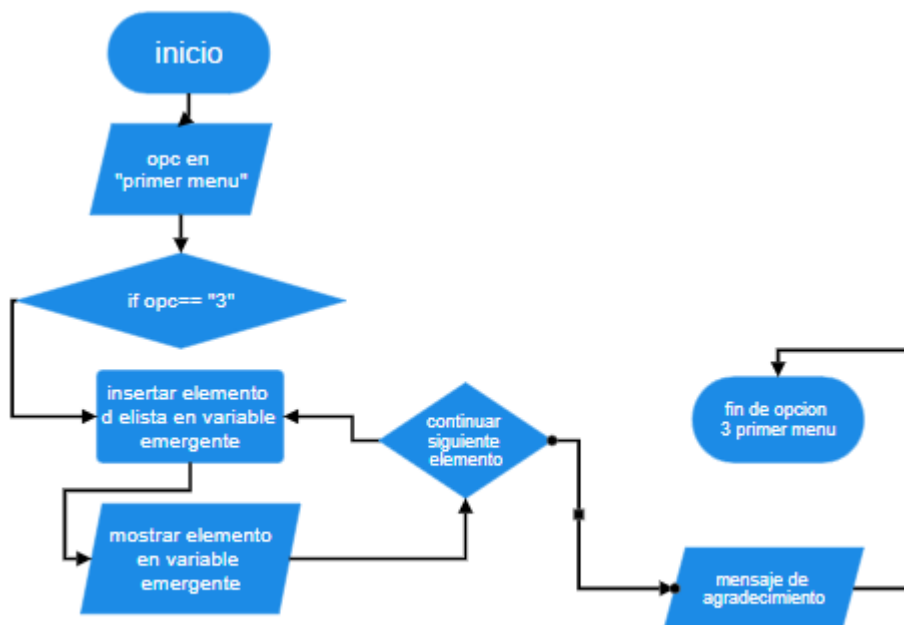 inicio
opc en
"primer menu"
if opc== "3"
insertar elemento
d elista en variable
emergente
mostrar elemento
en variable
emergente
continuar
siguiente
elemento
mensaje de
agradecimiento
fin de opcion
3 primer menu